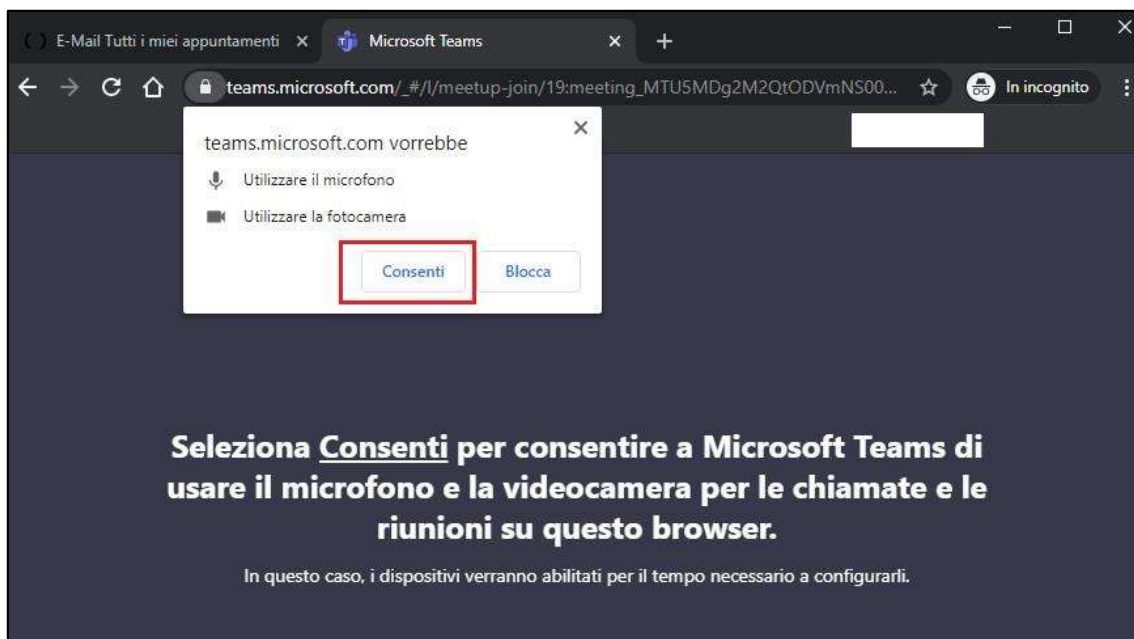 E-Mail Tutti i miei appuntamenti
Microsoft Teams
teams.microsoft.com/_#/l/meetup-join/19:meeting_MTU5MDg2M2QtODVmNS00...
In incognito
teams.microsoft.com vorrebbe
Utilizzare il microfono
Utilizzare la fotocamera
Consenti
Blocca
Seleziona Consenti per consentire a Microsoft Teams di
usare il microfono e la videocamera per le chiamate e le
riunioni su questo browser.
In questo caso, i dispositivi verranno abilitati per il tempo necessario a configurarli.